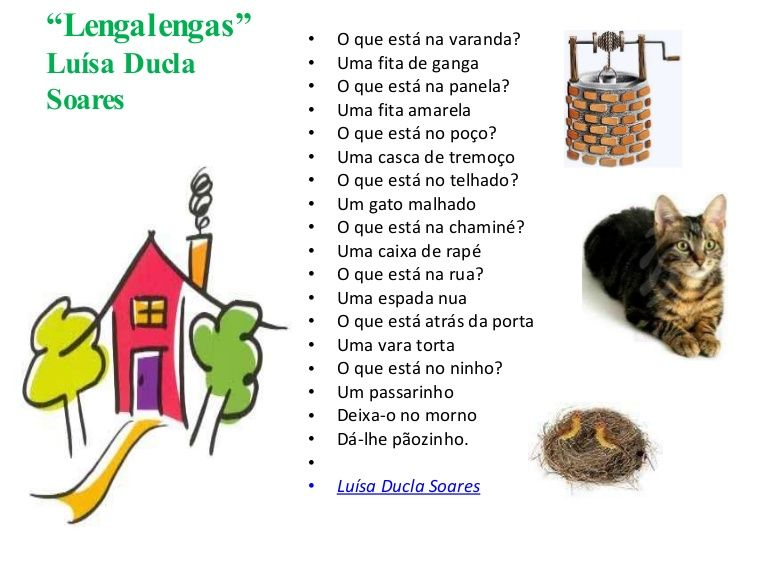 “Lengalengas”
Luísa Ducla
Soares
• O que está na varanda?
• Uma fita de ganga
• O que está na panela?
• Uma fita amarela
• O que está no poço?
• Uma casca de tremoço
• O que está no telhado?
• Um gato malhado
• O que está na chaminé?
• Uma caixa de rapé
• O que está na rua?
• Uma espada nua
• O que está atrás da porta
• Uma vara torta
• O que está no ninho?
• Um passarinho
• Deixa-o no morno
• Dá-lhe pãozinho.
•
• Luísa Ducla Soares